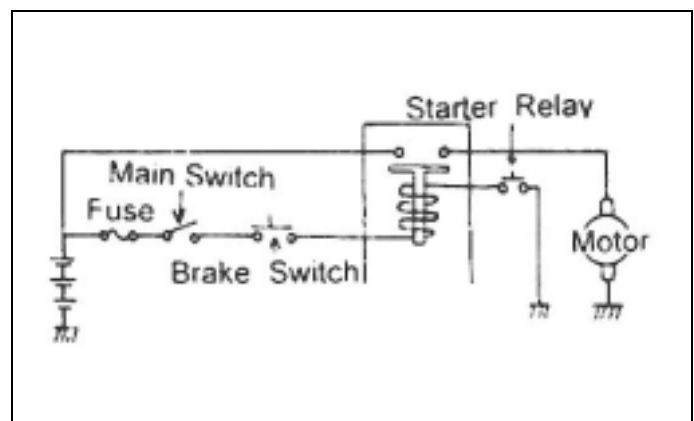 Starter Relay
Main Switch
Fuse
Motor
Brake Switch